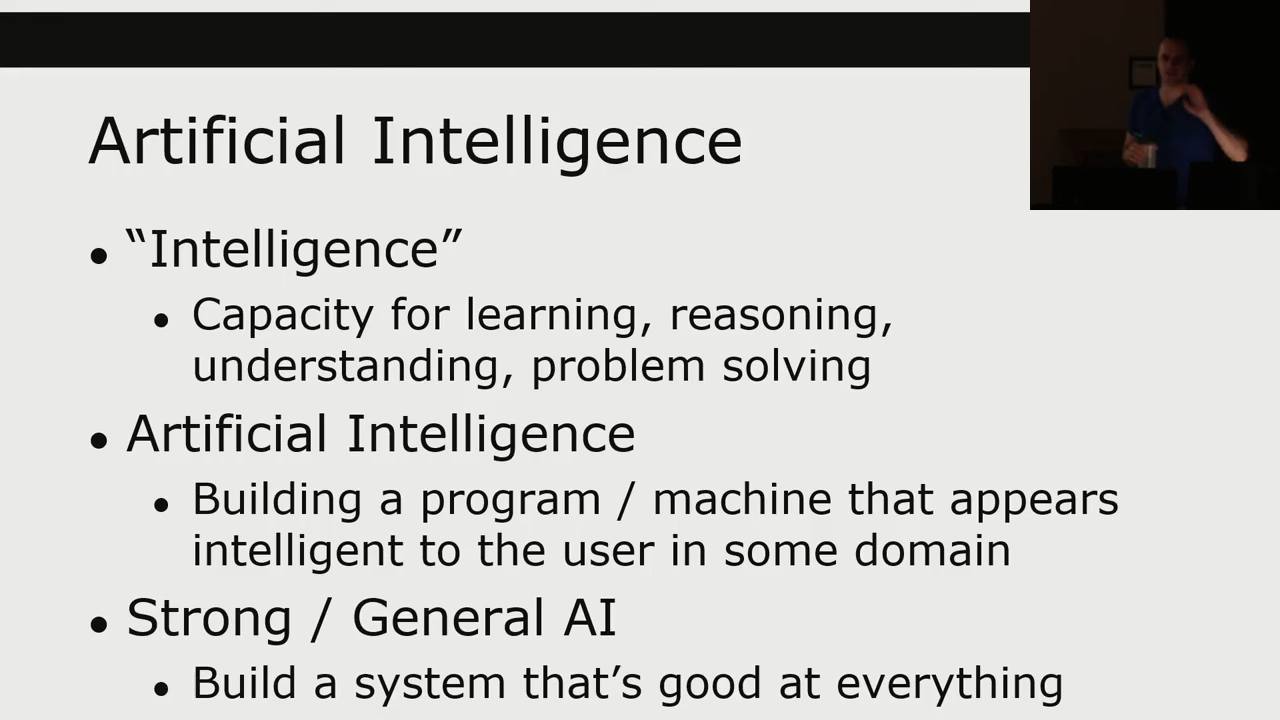 Artificial Intelligence
• “Intelligence”
• Capacity for learning, reasoning,
understanding, problem solving
• Artificial Intelligence
• Building a program / machine that appears
intelligent to the user in some domain
• Strong / General AI
• Build a system that’s good at everything